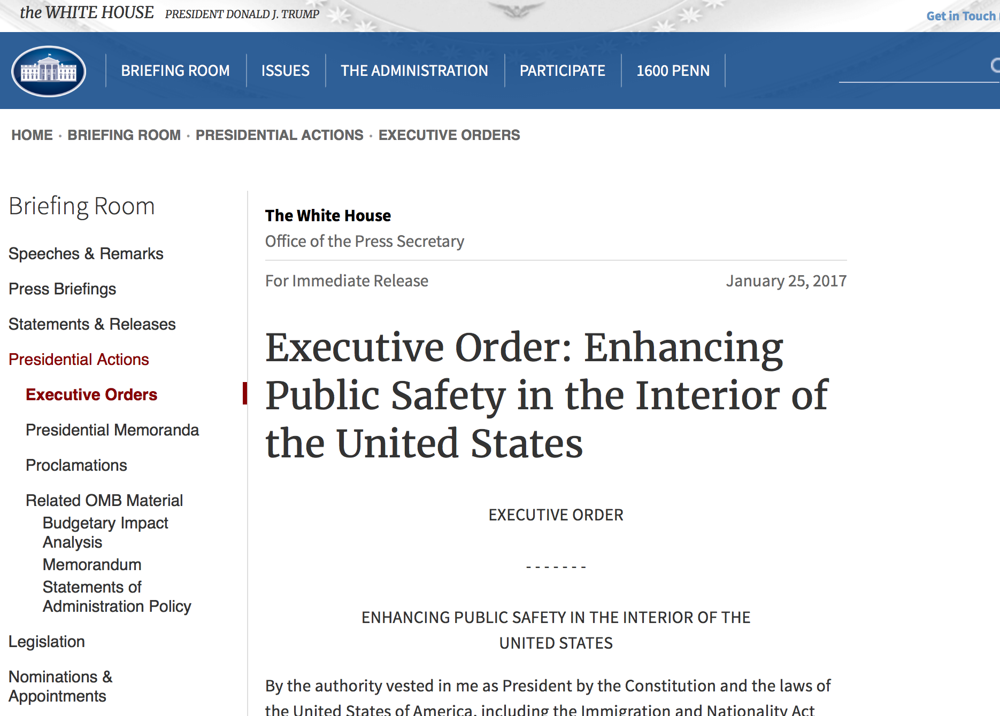 the WHITE HOUSE PRESIDENT DONALD J. TRUMP
Get in Touch
BRIEFING ROOM ISSUES THE ADMINISTRATION PARTICIPATE 1600 PENN
HOME · BRIEFING ROOM · PRESIDENTIAL ACTIONS · EXECUTIVE ORDERS
Briefing Room
Speeches & Remarks
Press Briefings
Statements & Releases
Presidential Actions
Executive Orders
Presidential Memoranda
Proclamations
Related OMB Material
Budgetary Impact
Analysis
Memorandum
Statements of
Administration Policy
Legislation
Nominations &
Appointments
The White House
Office of the Press Secretary
For Immediate Release January 25, 2017
Executive Order: Enhancing
Public Safety in the Interior of
the United States
EXECUTIVE ORDER
- - - - - - -
ENHANCING PUBLIC SAFETY IN THE INTERIOR OF THE
UNITED STATES
By the authority vested in me as President by the Constitution and the laws of
the United States of America, including the Immigration and Nationality Act